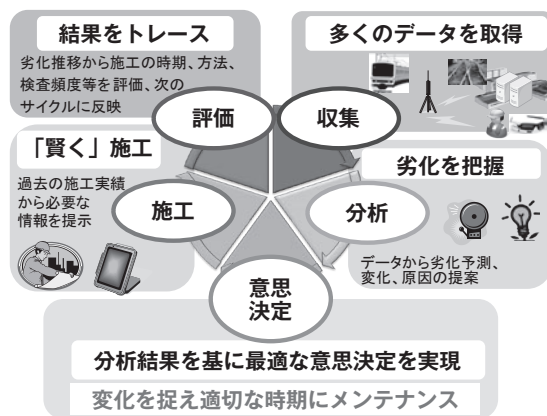 結果をトレース
劣化推移から施工の時期、方法、
検査頻度等を評価、次の
サイクルに反映
多くのデータを取得
評価
収集
「賢く」施工
過去の施工実績
から必要な
情報を提示
施工
劣化を把握
分析
データから劣化予測、
変化、原因の提案
意思
決定
分析結果を基に最適な意思決定を実現
変化を捉え適切な時期にメンテナンス